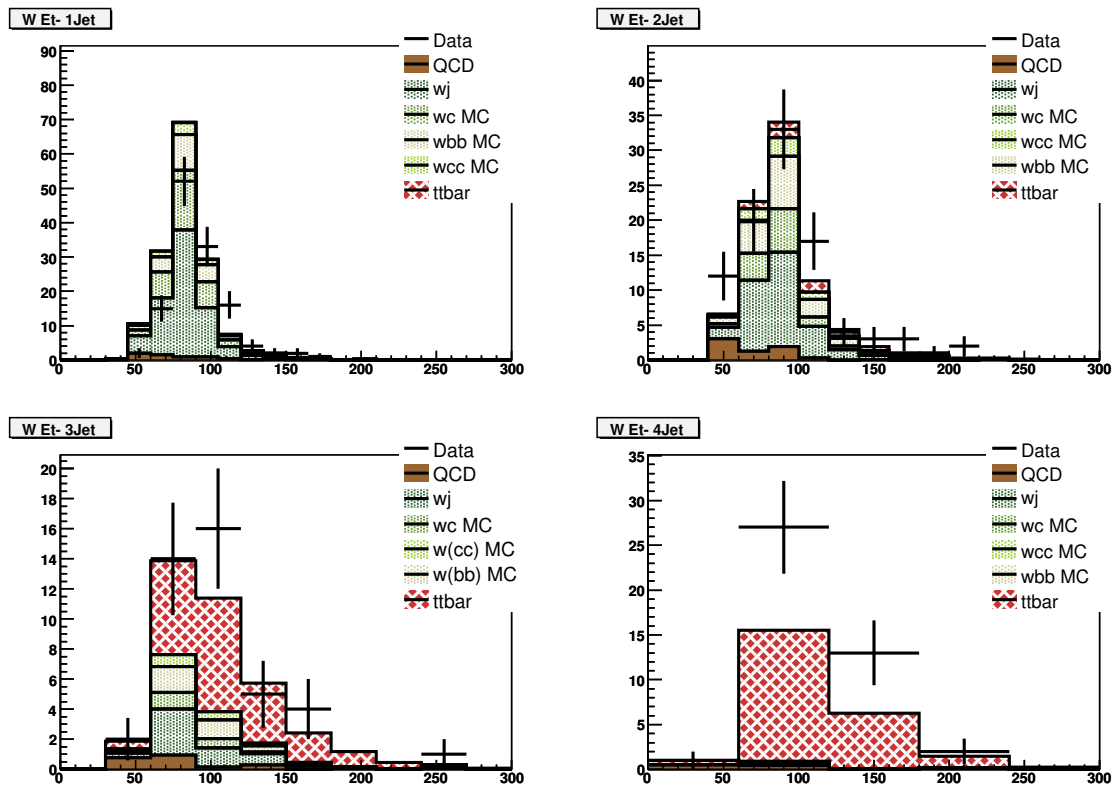 W Et- 1Jet
Data
QCD
wj
wc MC
wbb MC
wcc MC
ttbar
90
80
70
60
50
40
30
20
10
0
0 50 100 150 200 250 300
W Et- 2Jet
Data
QCD
wj
wc MC
wcc MC
wbb MC
ttbar
40
35
30
25
20
15
10
5
0
0 50 100 150 200 250 300
W Et- 3Jet
Data
QCD
wj
wc MC
w(cc) MC
w(bb) MC
ttbar
20
18
16
14
12
10
8
6
4
2
0
0 50 100 150 200 250 300
W Et- 4Jet
Data
QCD
wj
wc MC
wcc MC
wbb MC
ttbar
35
30
25
20
15
10
5
0
0 50 100 150 200 250 300